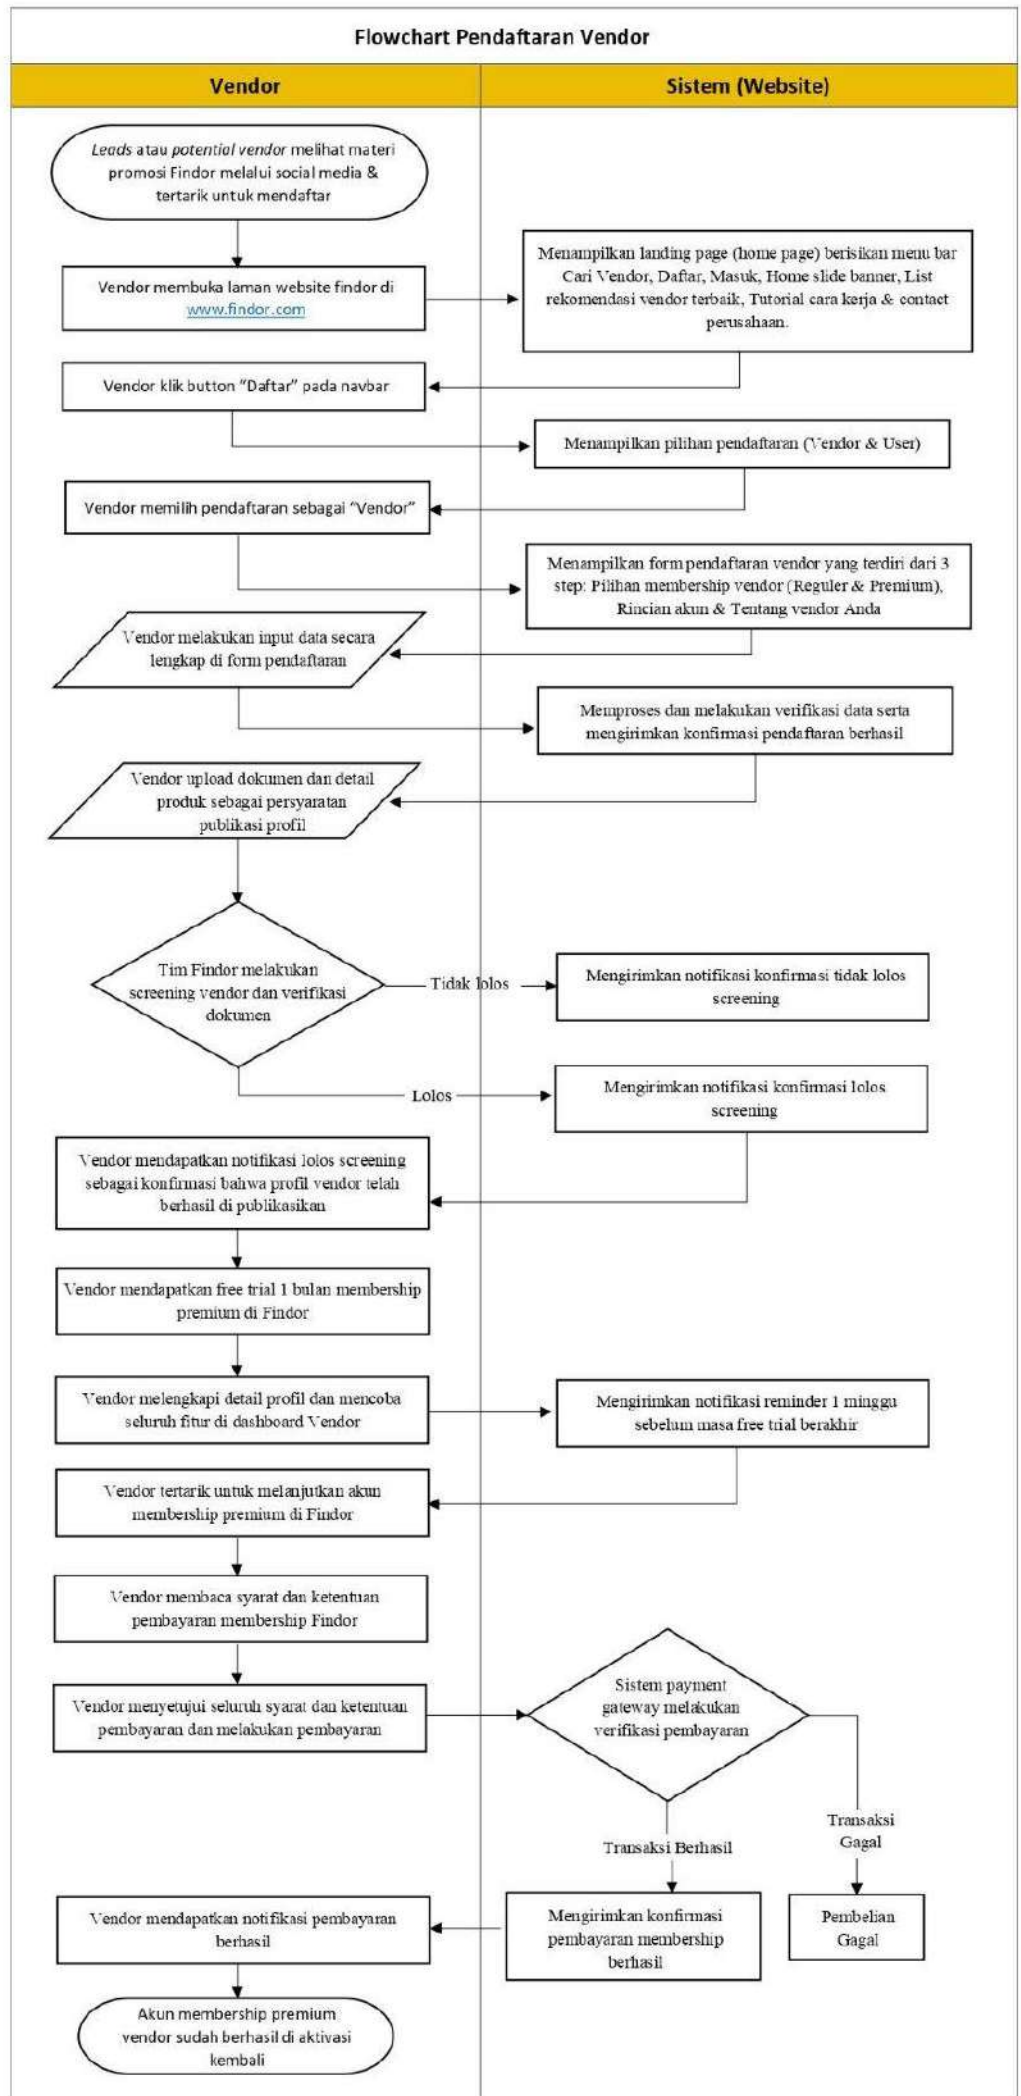 Flowchart Pendaftaran Vendor
Vendor
Sistem (Website)
Leads atau potential vendor melihat materi
promosi Findor melalui social media &
tertarik untuk mendaftar
Vendor membuka laman website findor di
www.findor.com
Menampilkan landing page (home page) berisikan menu bar
Cari Vendor, Daftar, Masuk, Home slide banner, List
rekomendasi vendor terbaik, Tutorial cara kerja & contact
perusahaan.
Vendor klik button “Daftar” pada navbar
Menampilkan pilihan pendaftaran (Vendor & User)
Vendor memilih pendaftaran sebagai “Vendor”
Menampilkan form pendaftaran vendor yang terdiri dari 3
step: Pilihan membership vendor (Reguler & Premium),
Rincian akun & Tentang vendor Anda
Vendor melakukan input data secara
lengkap di form pendaftaran
Memproses dan melakukan verifikasi data serta
mengirimkan konfirmasi pendaftaran berhasil
Vendor upload dokumen dan detail
produk sebagai persyaratan
publikasi profil
Tim Findor melakukan
screening vendor dan verifikasi
dokumen
Tidak lolos
Mengirimkan notifikasi konfirmasi tidak lolos
screening
Lolos
Mengirimkan notifikasi konfirmasi lolos
screening
Vendor mendapatkan notifikasi lolos screening
sebagai konfirmasi bahwa profil vendor telah
berhasil di publikasikan
Vendor mendapatkan free trial 1 bulan membership
premium di Findor
Vendor melengkapi detail profil dan mencoba
seluruh fitur di dashboard Vendor
Mengirimkan notifikasi reminder 1 minggu
sebelum masa free trial berakhir
Vendor tertarik untuk melanjutkan akun
membership premium di Findor
Vendor membaca syarat dan ketentuan
pembayaran membership Findor
Vendor menyetujui seluruh syarat dan ketentuan
pembayaran dan melakukan pembayaran
Sistem payment
gateway melakukan
verifikasi pembayaran
Transaksi
Gagal
Transaksi Berhasil
Vendor mendapatkan notifikasi pembayaran
berhasil
Mengirimkan konfirmasi
pembayaran membership
berhasil
Pembelian
Gagal
Akun membership premium
vendor sudah berhasil di aktivasi
kembali